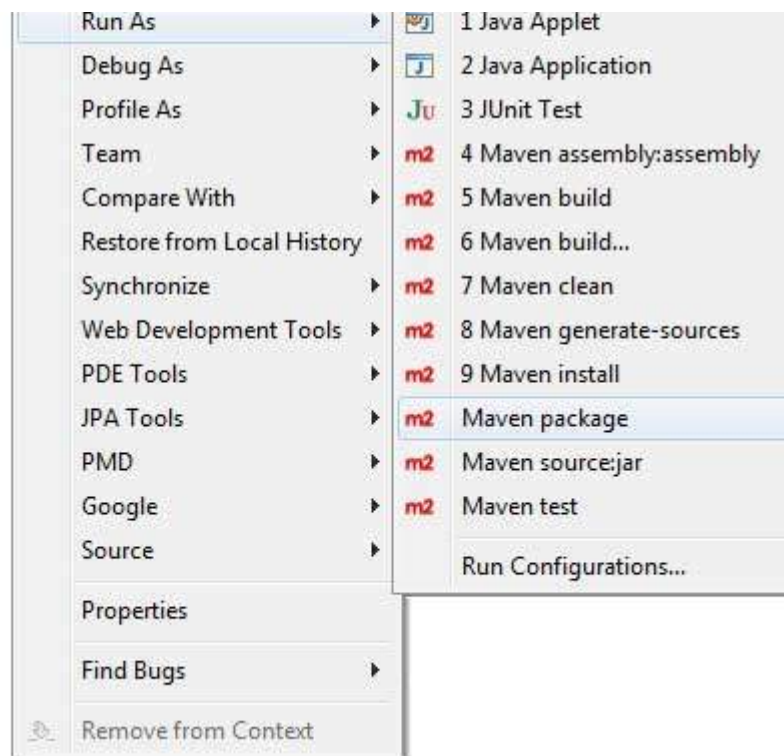 Run As
Debug As
Profile As
Team
Compare With
Restore from Local History
Synchronize
Web Development Tools
PDE Tools
JPA Tools
PMD
Google
Source
Properties
Find Bugs
Remove from Context
1 Java Applet
J 2 Java Application
JU 3 JUnit Test
m2 4 Maven assembly:assembly
m2 5 Maven build
m2 6 Maven build...
m2 7 Maven clean
m2 8 Maven generate-sources
m2 9 Maven install
m2 Maven package
m2 Maven source:jar
m2 Maven test
Run Configurations...